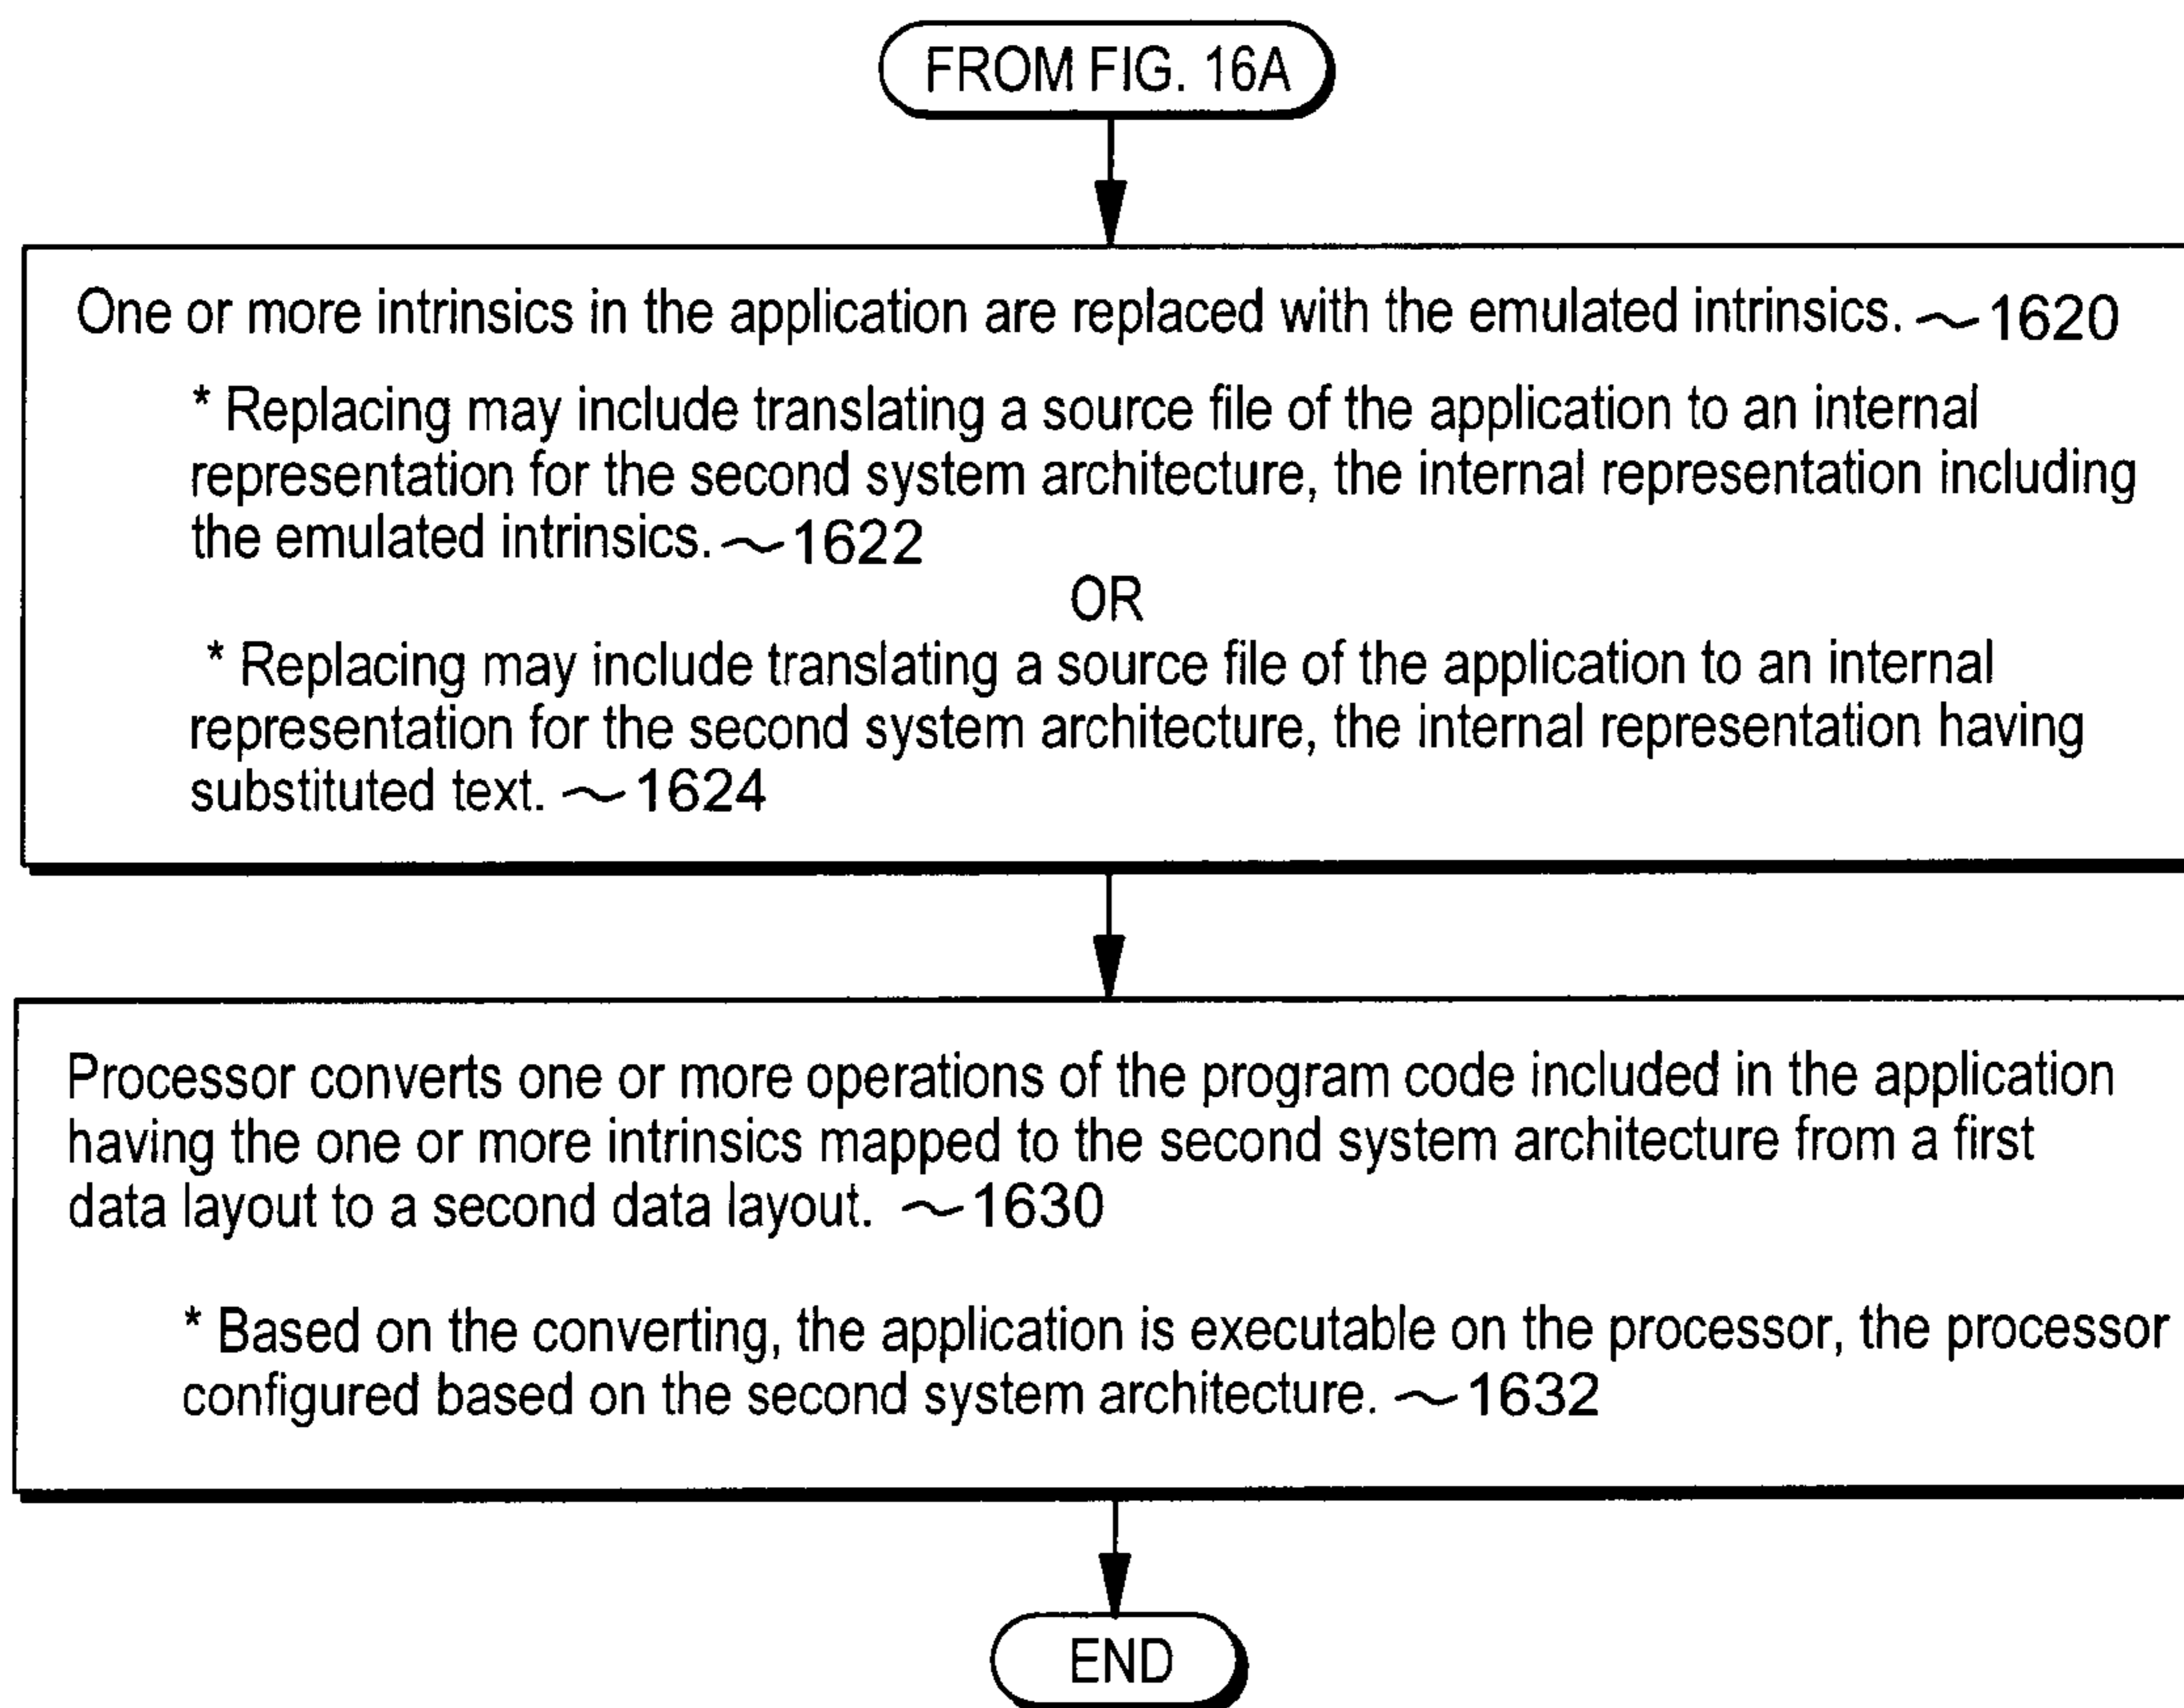 FROM FIG. 16A
One or more intrinsics in the application are replaced with the emulated intrinsics. ~1620
* Replacing may include translating a source file of the application to an internal
representation for the second system architecture, the internal representation including
the emulated intrinsics. ~1622
OR
* Replacing may include translating a source file of the application to an internal
representation for the second system architecture, the internal representation having
substituted text. ~1624
Processor converts one or more operations of the program code included in the application
having the one or more intrinsics mapped to the second system architecture from a first
data layout to a second data layout. ~1630
* Based on the converting, the application is executable on the processor, the processor
configured based on the second system architecture. ~1632
END